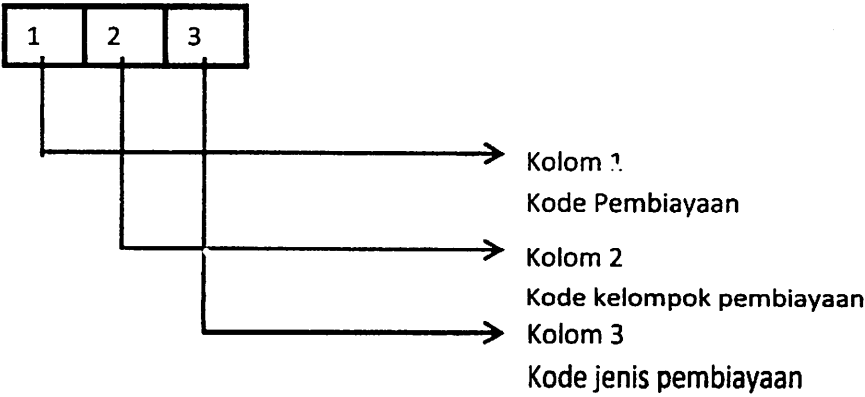 1 2 3
Kolom 1
Kode Pembiayaan
Kolom 2
Kode kelompok pembiayaan
Kolom 3
Kode jenis pembiayaan